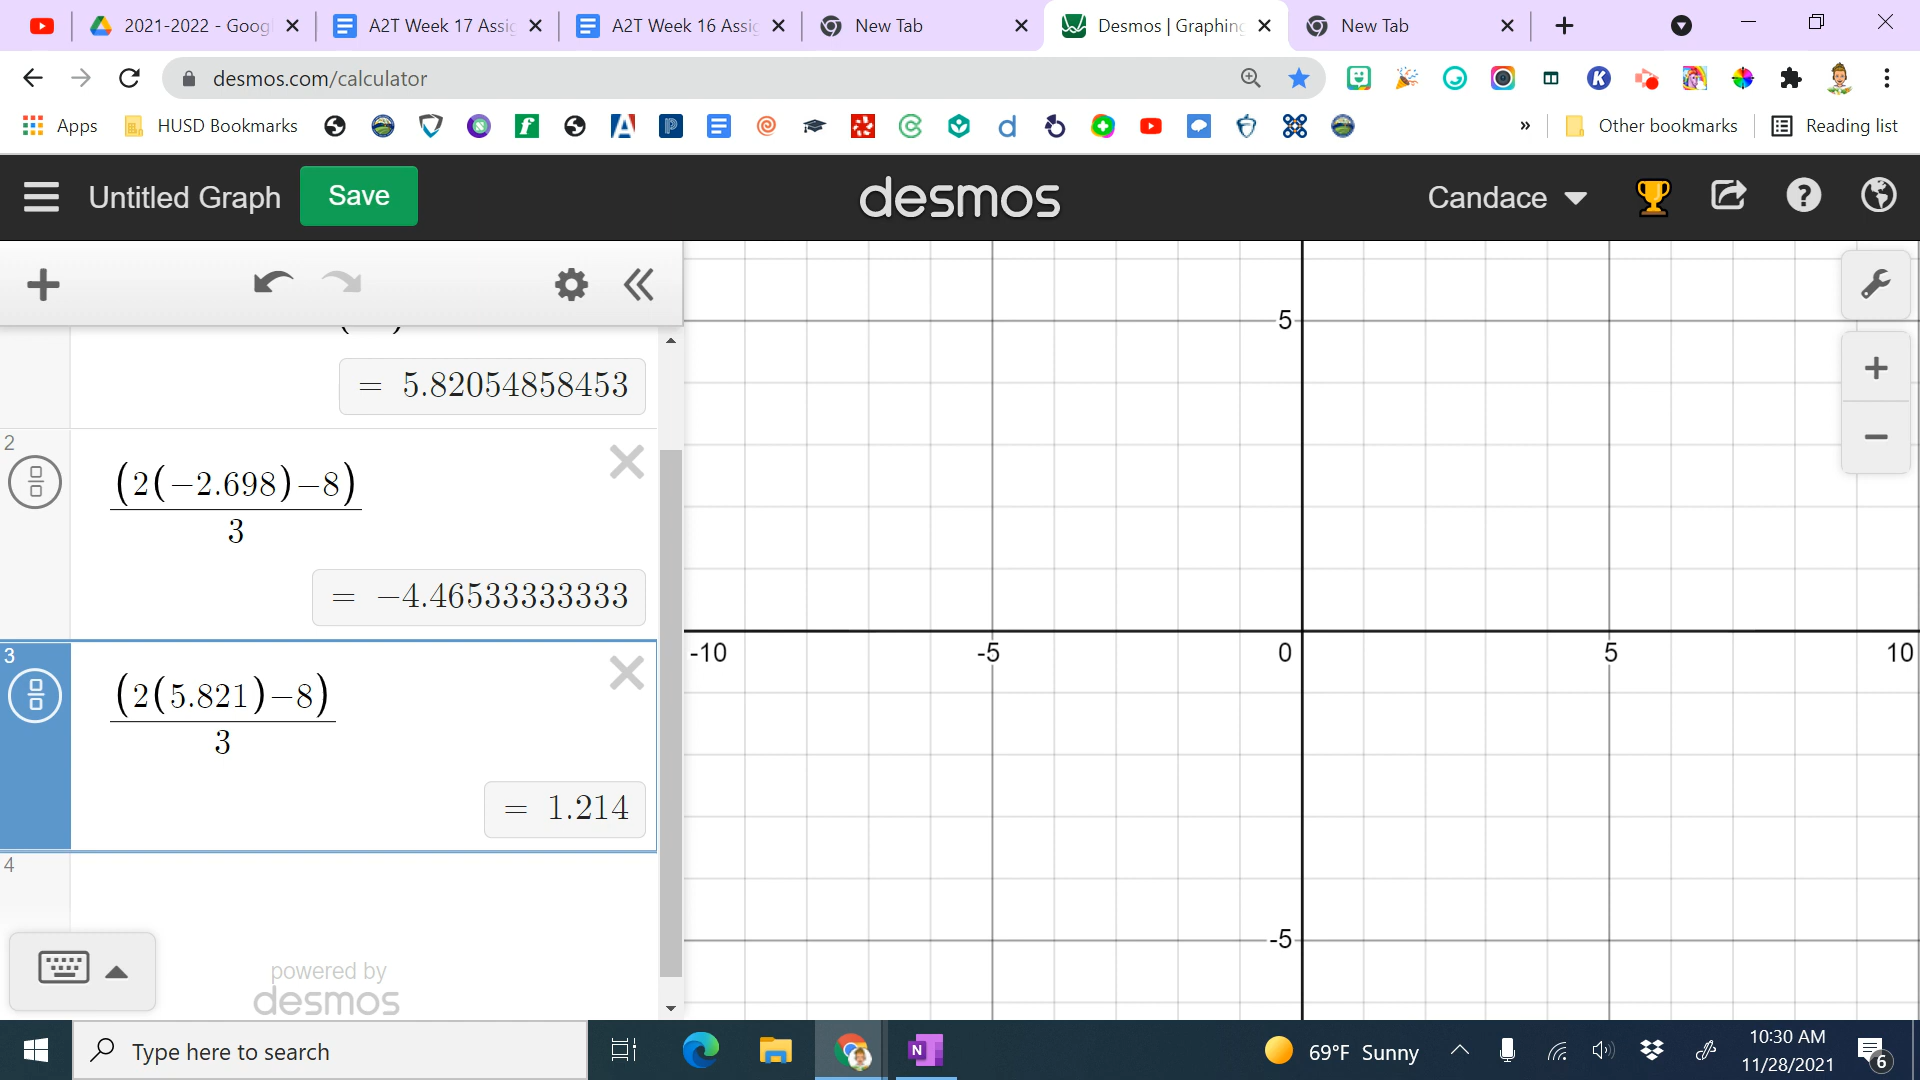 2021-2022 - Goog
A2T Week 17 Assig
A2T Week 16 Assig
New Tab
Desmos | Graphing
New Tab
desmos.com/calculator
Apps
HUSD Bookmarks
Other bookmarks
Reading list
Untitled Graph
Save
desmos
Candace
= 5.82054858453
2
(2(−2.698)−8)
3
= −4.46533333333
3
(2(5.821)−8)
3
= 1.214
4
powered by
desmos
5
-10
-5
0
5
10
-5
Type here to search
69°F Sunny
10:30 AM
11/28/2021
6